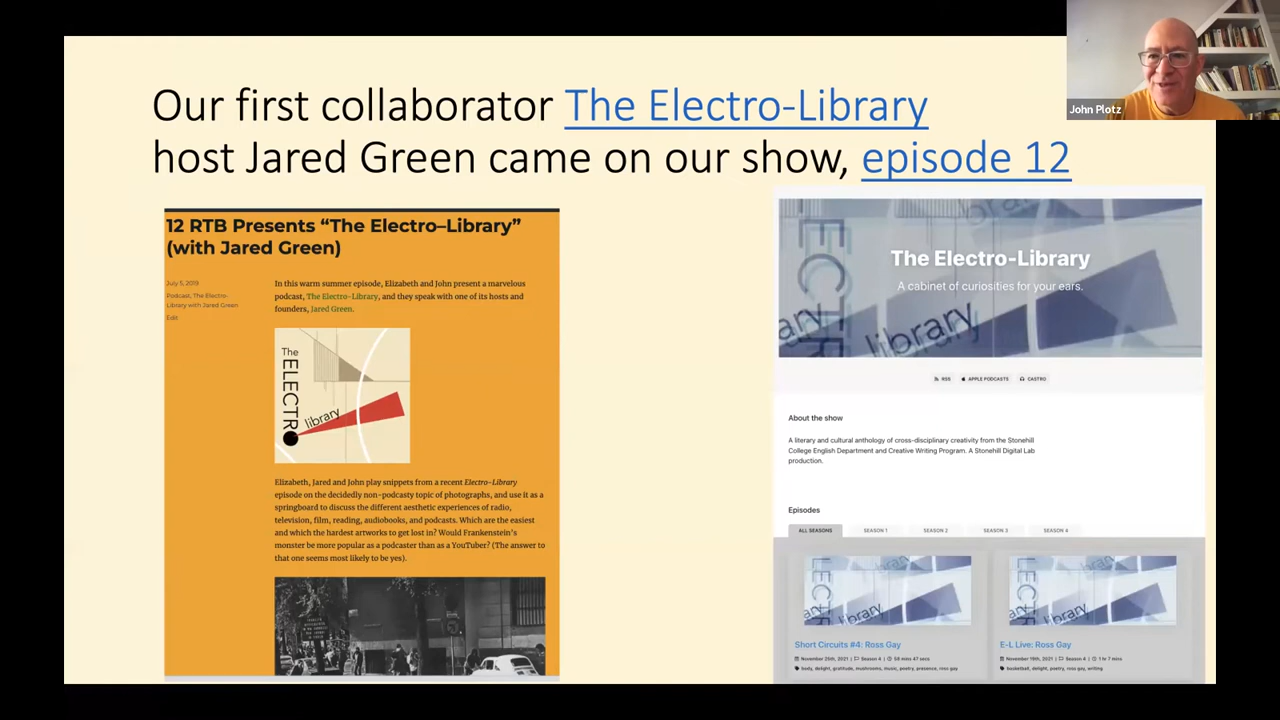 Our first collaborator The Electro-Library
host Jared Green came on our show, episode 12
John Plotz
12 RTB Presents “The Electro–Library”
(with Jared Green)
July 5, 2019
Podcast, The Electro-
Library with Jared Green
Edit
In this warm summer episode, Elizabeth and John present a marvelous
podcast, The Electro-Library, and they speak with one of its hosts and
founders, Jared Green.
The
ELECTRO
library
Elizabeth, Jared and John play snippets from a recent Electro-Library
episode on the decidedly non-podcasty topic of photographs, and use it as a
springboard to discuss the different aesthetic experiences of radio,
television, film, reading, audiobooks, and podcasts. Which are the easiest
and which the hardest artworks to get lost in? Would Frankenstein's
monster be more popular as a podcaster than as a YouTuber? (The answer to
that one seems most likely to be yes).
The Electro-Library
A cabinet of curiosities for your ears.
library
RSS APPLE PODCASTS CASTRO
About the show
A literary and cultural anthology of cross-disciplinary creativity from the Stonehill
College English Department and Creative Writing Program. A Stonehill Digital Lab
production.
Episodes
ALL SEASONS SEASON 1 SEASON 2 SEASON 3 SEASON 4
Short Circuits #4: Ross Gay
November 25th, 2021 | Season 4 | 58 mins 47 secs
body, delight, gratitude, mushrooms, music, poetry, presence, ross gay
E-L Live: Ross Gay
November 19th, 2021 | Season 4 | 1 hr 7 mins
basketball, delight, poetry, ross gay, writing